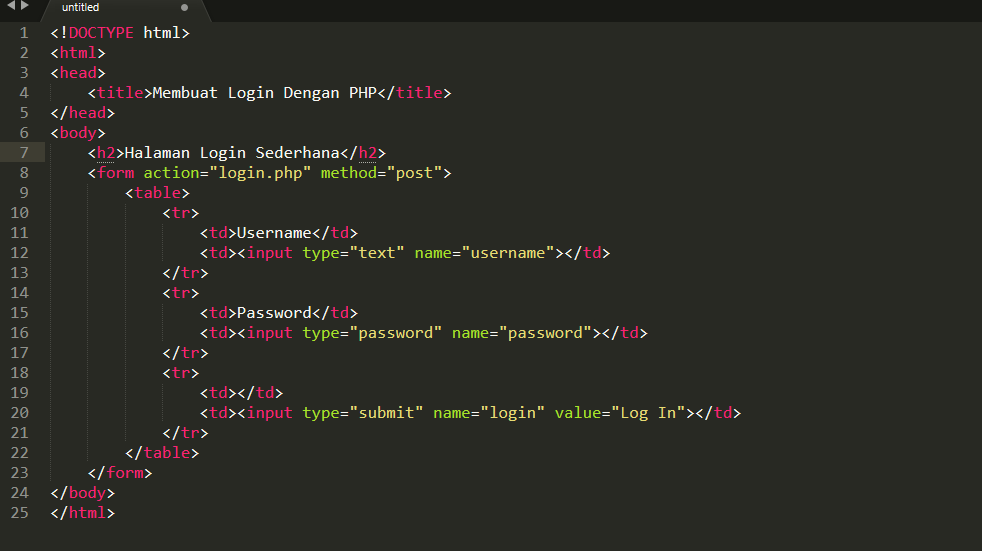 untitled
1 <!DOCTYPE html>
2 <html>
3 <head>
4     <title>Membuat Login Dengan PHP</title>
5 </head>
6 <body>
7     <h2>Halaman Login Sederhana</h2>
8     <form action="login.php" method="post">
9         <table>
10             <tr>
11                 <td>Username</td>
12                 <td><input type="text" name="username"></td>
13             </tr>
14             <tr>
15                 <td>Password</td>
16                 <td><input type="password" name="password"></td>
17             </tr>
18             <tr>
19                 <td></td>
20                 <td><input type="submit" name="login" value="Log In"></td>
21             </tr>
22         </table>
23     </form>
24 </body>
25 </html>